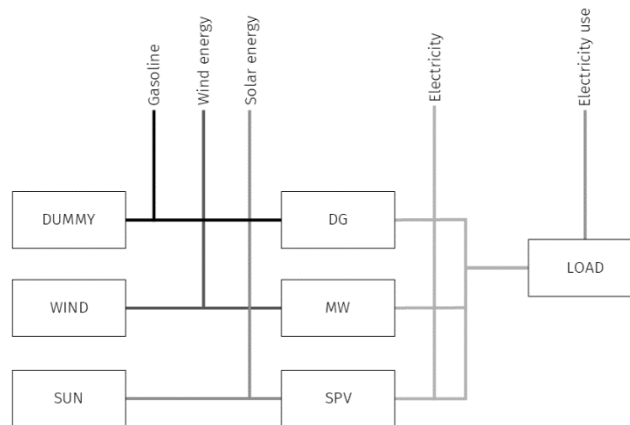 Gasoline
Wind energy
Solar energy
Electricity
Electricity use
DUMMY
DG
WIND
MW
LOAD
SUN
SPV